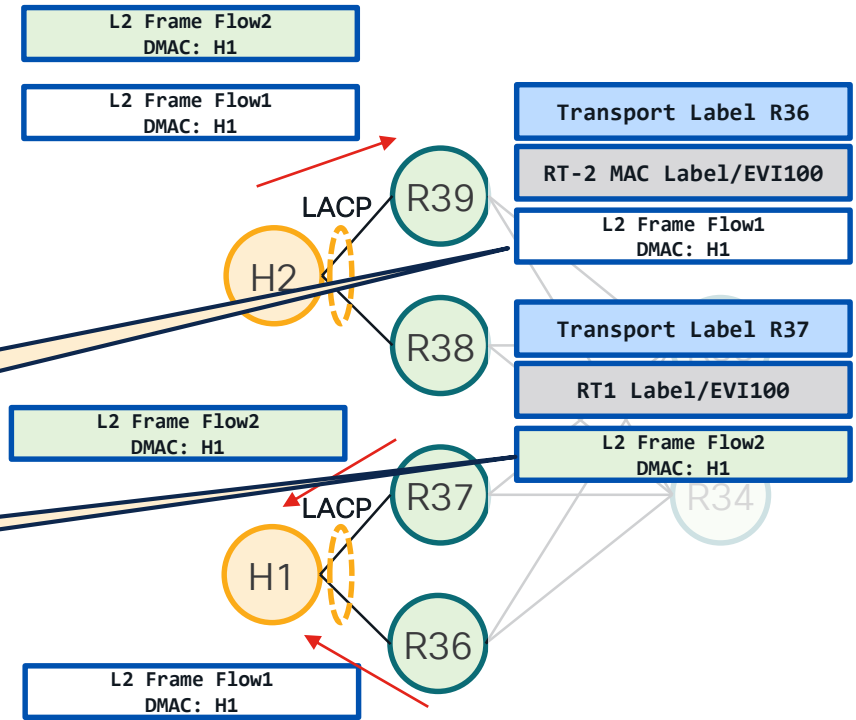 L2 Frame Flow2
DMAC: H1
L2 Frame Flow1
DMAC: H1
Transport Label R36
RT-2 MAC Label/EVI100
L2 Frame Flow1
DMAC: H1
R39
LACP
H2
R38
Transport Label R37
RT1 Label/EVI100
L2 Frame Flow2
DMAC: H1
L2 Frame Flow2
DMAC: H1
R37
R34
LACP
H1
R36
L2 Frame Flow1
DMAC: H1